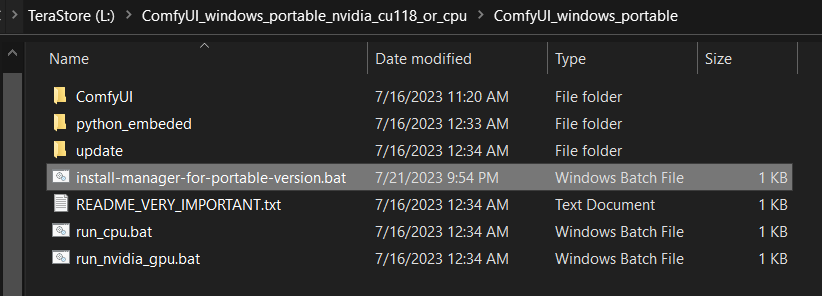 TeraStore (L:) > ComfyUI_windows_portable_nvidia_cu118_or_cpu > ComfyUI_windows_portable
Name Date modified Type Size
ComfyUI 7/16/2023 11:20 AM File folder
python_embeded 7/16/2023 12:33 AM File folder
update 7/16/2023 12:34 AM File folder
install-manager-for-portable-version.bat 7/21/2023 9:54 PM Windows Batch File 1 KB
README_VERY_IMPORTANT.txt 7/16/2023 12:34 AM Text Document 1 KB
run_cpu.bat 7/16/2023 12:34 AM Windows Batch File 1 KB
run_nvidia_gpu.bat 7/16/2023 12:34 AM Windows Batch File 1 KB